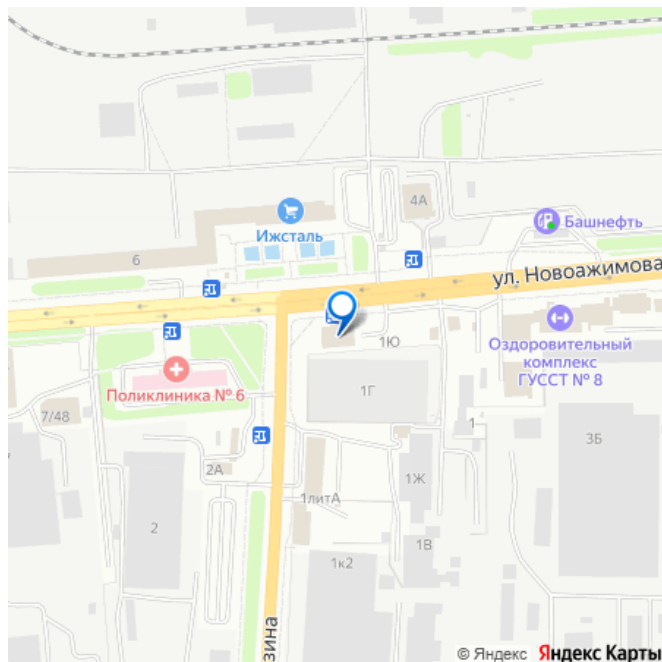 4А
Башнефть
Ижсталь
6
ул. Новоажимова
1Ю
Оздоровительный
комплекс
ГУССТ № 8
Поликлиника № 6
1Г
7/48
1
3Б
2А
1Ж
1литА
2
1В
1к2
зина
© Яндекс Яндекс Карты